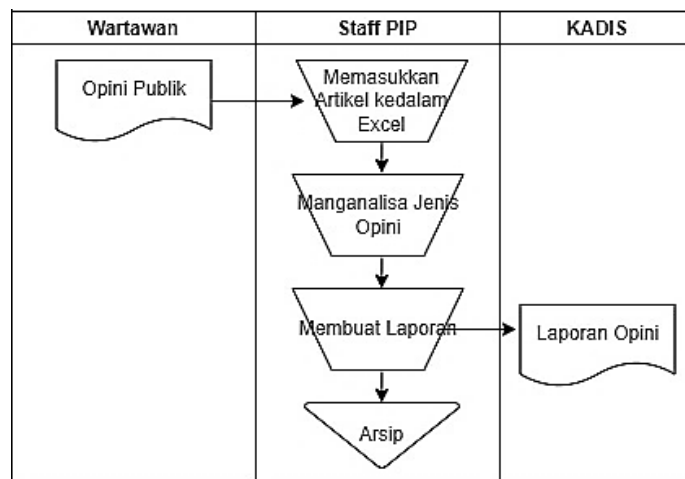 Wartawan
Staff PIP
KADIS
Opini Publik
Memasukkan
Artikel kedalam
Excel
Manganalisa Jenis
Opini
Membuat Laporan
Laporan Opini
Arsip